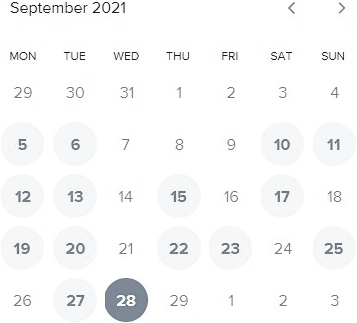 September 2021
MON TUE WED THU FRI SAT SUN
29 30 31 1 2 3 4
5 6 7 8 9 10 11
12 13 14 15 16 17 18
19 20 21 22 23 24 25
26 27 28 29 1 2 3